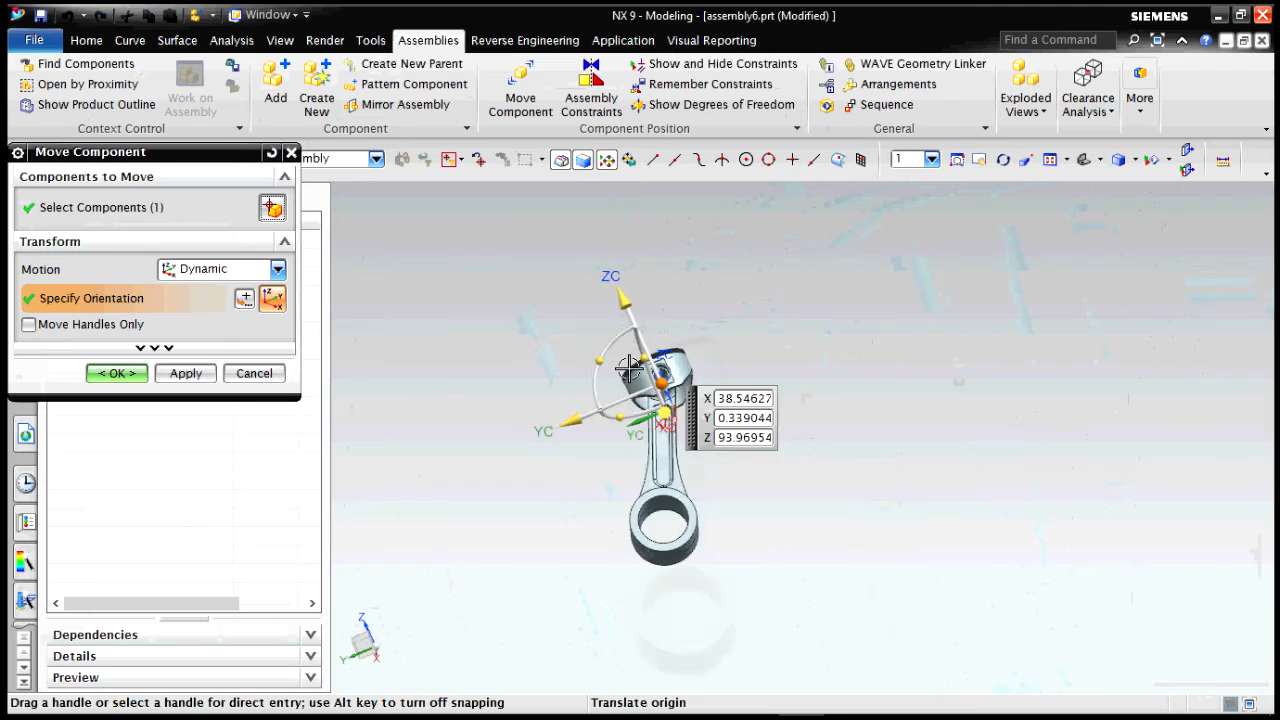 Window
NX 9 - Modeling - [assembly6.prt (Modified) ]
SIEMENS
File Home Curve Surface Analysis View Render Tools Assemblies Reverse Engineering Application Visual Reporting
Find a Command
Find Components
Open by Proximity
Show Product Outline
Work on
Assembly
Context Control
Add
Create
New
Create New Parent
Pattern Component
Mirror Assembly
Component
Move
Component
Assembly
Constraints
Show and Hide Constraints
Remember Constraints
Show Degrees of Freedom
Component Position
WAVE Geometry Linker
Arrangements
Sequence
General
Exploded
Views
Clearance
Analysis
More
Move Component
mbly
1
Components to Move
Select Components (1)
Transform
Motion
Dynamic
Specify Orientation
Move Handles Only
< OK >
Apply
Cancel
ZC
YC
YC
X 38.54627
Y 0.339044
Z 93.96954
Z
Y
X
Dependencies
Details
Preview
Drag a handle or select a handle for direct entry; use Alt key to turn off snapping
Translate origin